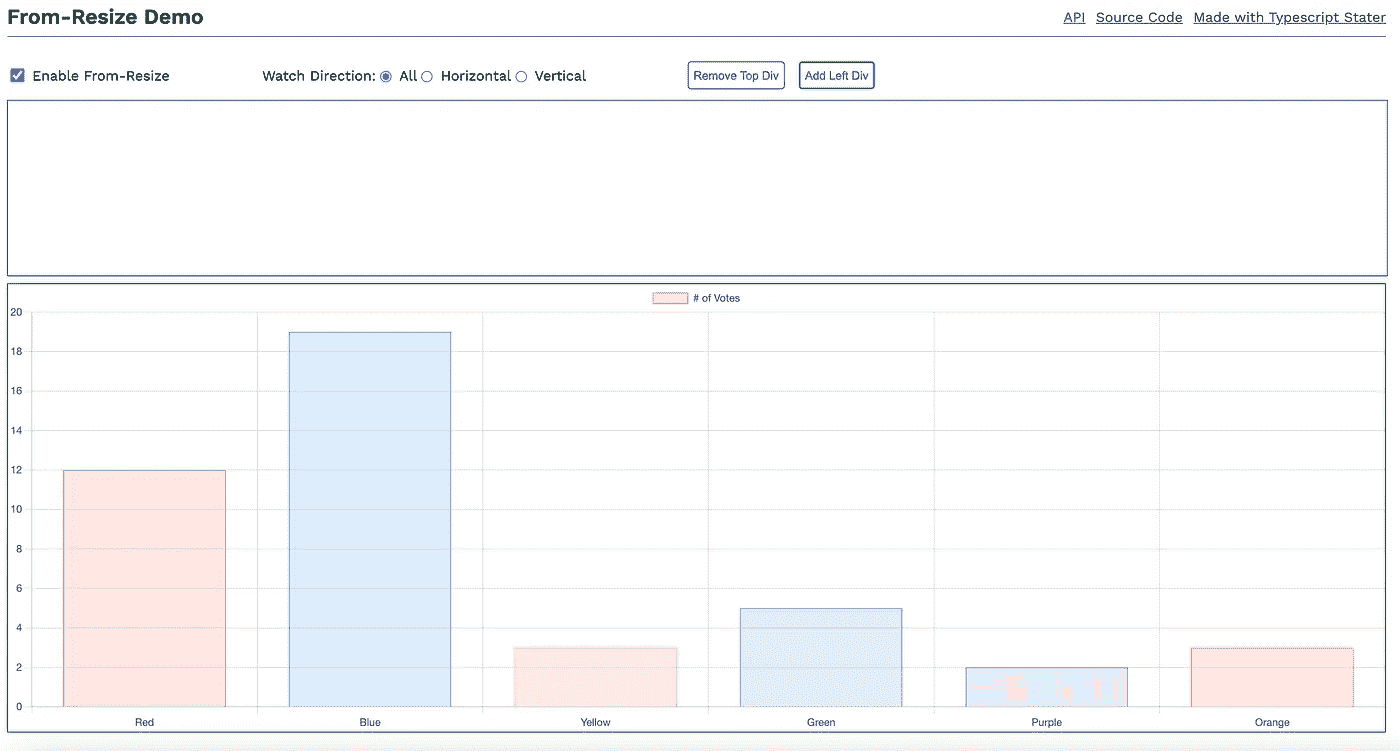 From-Resize Demo API Source Code Made with Typescript Stater
Enable From-Resize Watch Direction: All Horizontal Vertical Remove Top Div Add Left Div
# of Votes
20
18
16
14
12
10
8
6
4
2
0
Red Blue Yellow Green Purple Orange